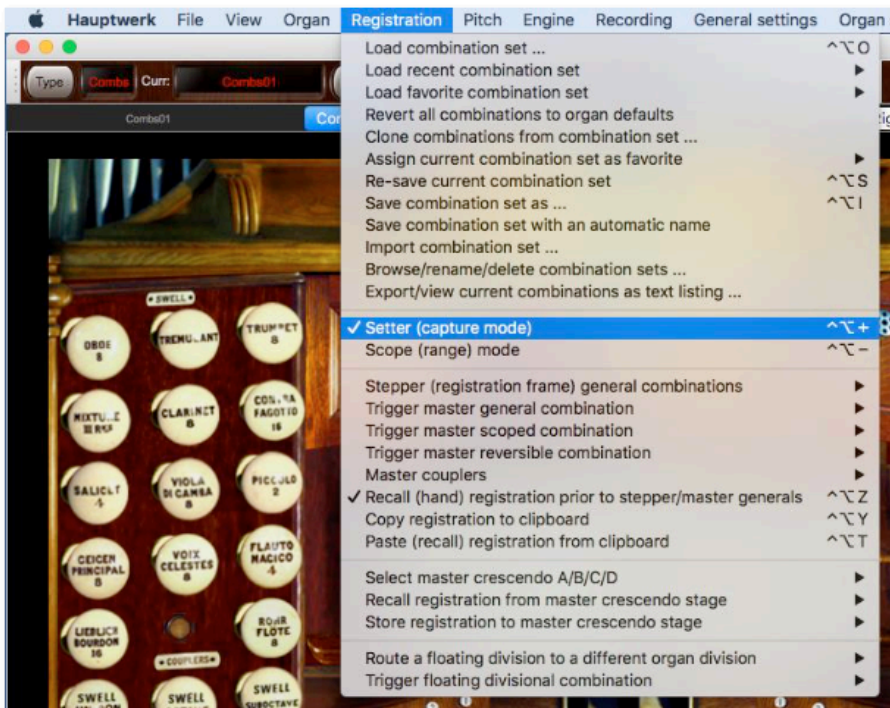 Hauptwerk File View Organ Registration Pitch Engine Recording General settings Organ
Type Combs Curr: Combs01
Combs01
Load combination set ... ^⌥O
Load recent combination set ▶
Load favorite combination set ▶
Revert all combinations to organ defaults
Clone combinations from combination set ...
Assign current combination set as favorite ▶
Re-save current combination set ^⌥S
Save combination set as ... ^⌥I
Save combination set with an automatic name
Import combination set ...
Browse/rename/delete combination sets ...
Export/view current combinations as text listing ...
✓ Setter (capture mode) ^⌥+
Scope (range) mode ^⌥−
Stepper (registration frame) general combinations ▶
Trigger master general combination ▶
Trigger master scoped combination ▶
Trigger master reversible combination ▶
Master couplers ▶
✓ Recall (hand) registration prior to stepper/master generals ^⌥Z
Copy registration to clipboard ^⌥Y
Paste (recall) registration from clipboard ^⌥T
Select master crescendo A/B/C/D ▶
Recall registration from master crescendo stage ▶
Store registration to master crescendo stage ▶
Route a floating division to a different organ division ▶
Trigger floating divisional combination ▶
SWELL
OBOE
8
TREMULANT
TRUMPET
8
MIXTURE
CLARINET
8
CONTRA
FAGOTTO
16
SALICET
4
VIOLA
DI GAMBA
8
PICCOLO
2
GEIGEN
PRINCIPAL
8
VOIX
CELESTES
8
FLAUTO
MAGICO
4
LIEBLICH
BOURDON
16
ROHR
FLÖTE
8
COUPLERS
SWELL
SWELL
SWELL
SUBOCTAVE